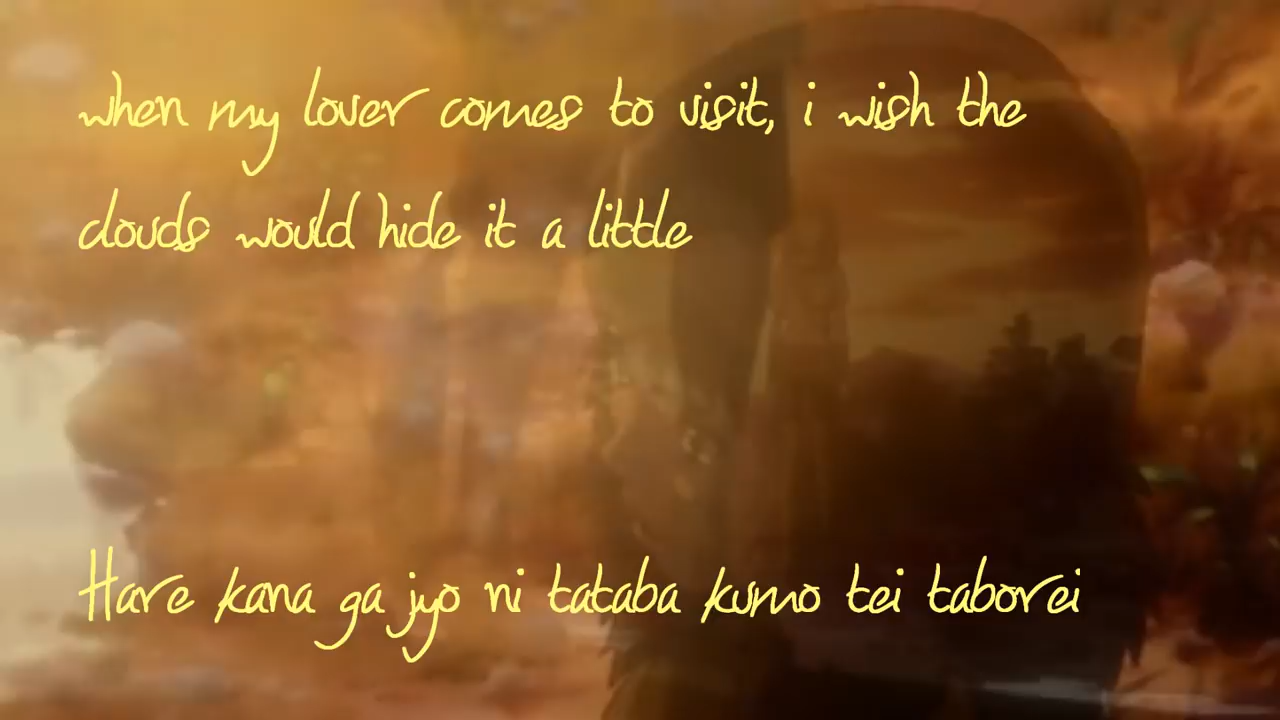 when my lover comes to visit, i wish the
clouds would hide it a little
Hare kana ga jyo ni tataba kumo tei taborei